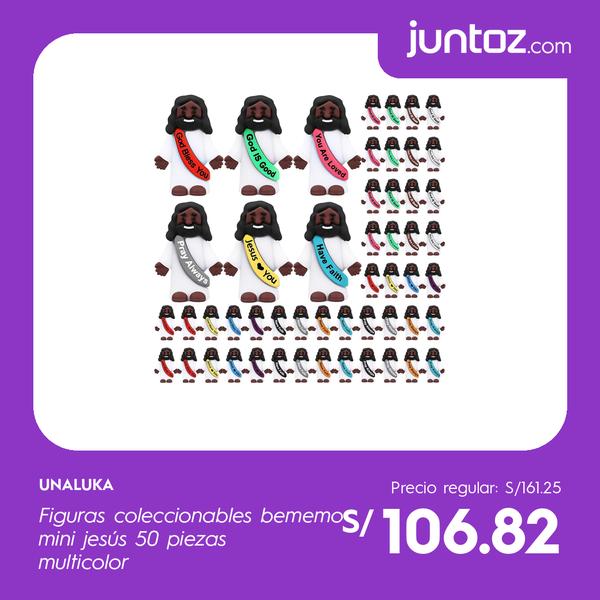 juntoz.com
God Bless You
God IS Good
You Are Loved
Pray Always
Jesus You
Have Faith
UNALUKA
Precio regular: S/161.25
Figuras coleccionables bememo
mini jesús 50 piezas
multicolor
S/ 106.82